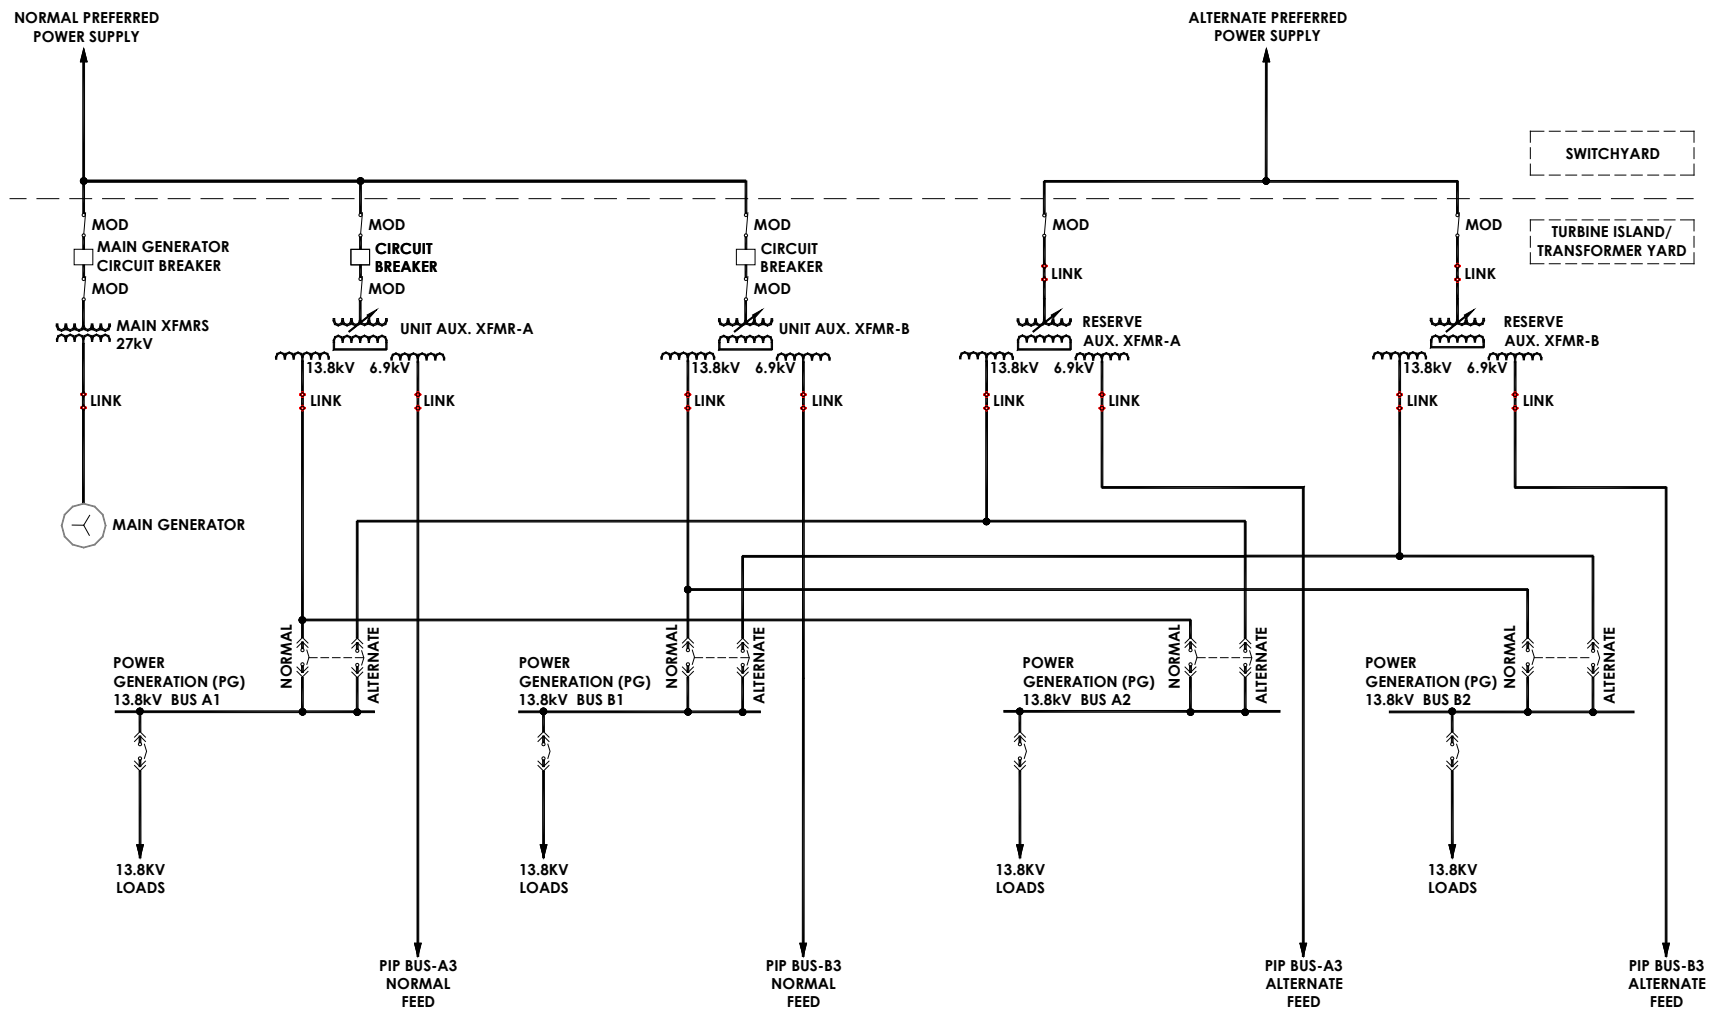 NORMAL PREFERRED
POWER SUPPLY
ALTERNATE PREFERRED
POWER SUPPLY
SWITCHYARD
MOD
MOD
MOD
MOD
MOD
TURBINE ISLAND/
TRANSFORMER YARD
MAIN GENERATOR
CIRCUIT BREAKER
CIRCUIT
BREAKER
CIRCUIT
BREAKER
LINK
LINK
MOD
MOD
MOD
MAIN XFMRS
27kV
UNIT AUX. XFMR-A
UNIT AUX. XFMR-B
RESERVE
AUX. XFMR-A
RESERVE
AUX. XFMR-B
13.8kV
6.9kV
13.8kV
6.9kV
13.8kV
6.9kV
13.8kV
6.9kV
LINK
LINK
LINK
LINK
LINK
LINK
LINK
LINK
LINK
MAIN GENERATOR
POWER
GENERATION (PG)
13.8kV BUS A1
NORMAL
ALTERNATE
POWER
GENERATION (PG)
13.8kV BUS B1
NORMAL
ALTERNATE
POWER
GENERATION (PG)
13.8kV BUS A2
NORMAL
ALTERNATE
POWER
GENERATION (PG)
13.8kV BUS B2
NORMAL
ALTERNATE
13.8KV
LOADS
13.8KV
LOADS
13.8KV
LOADS
13.8KV
LOADS
PIP BUS-A3
NORMAL
FEED
PIP BUS-B3
NORMAL
FEED
PIP BUS-A3
ALTERNATE
FEED
PIP BUS-B3
ALTERNATE
FEED